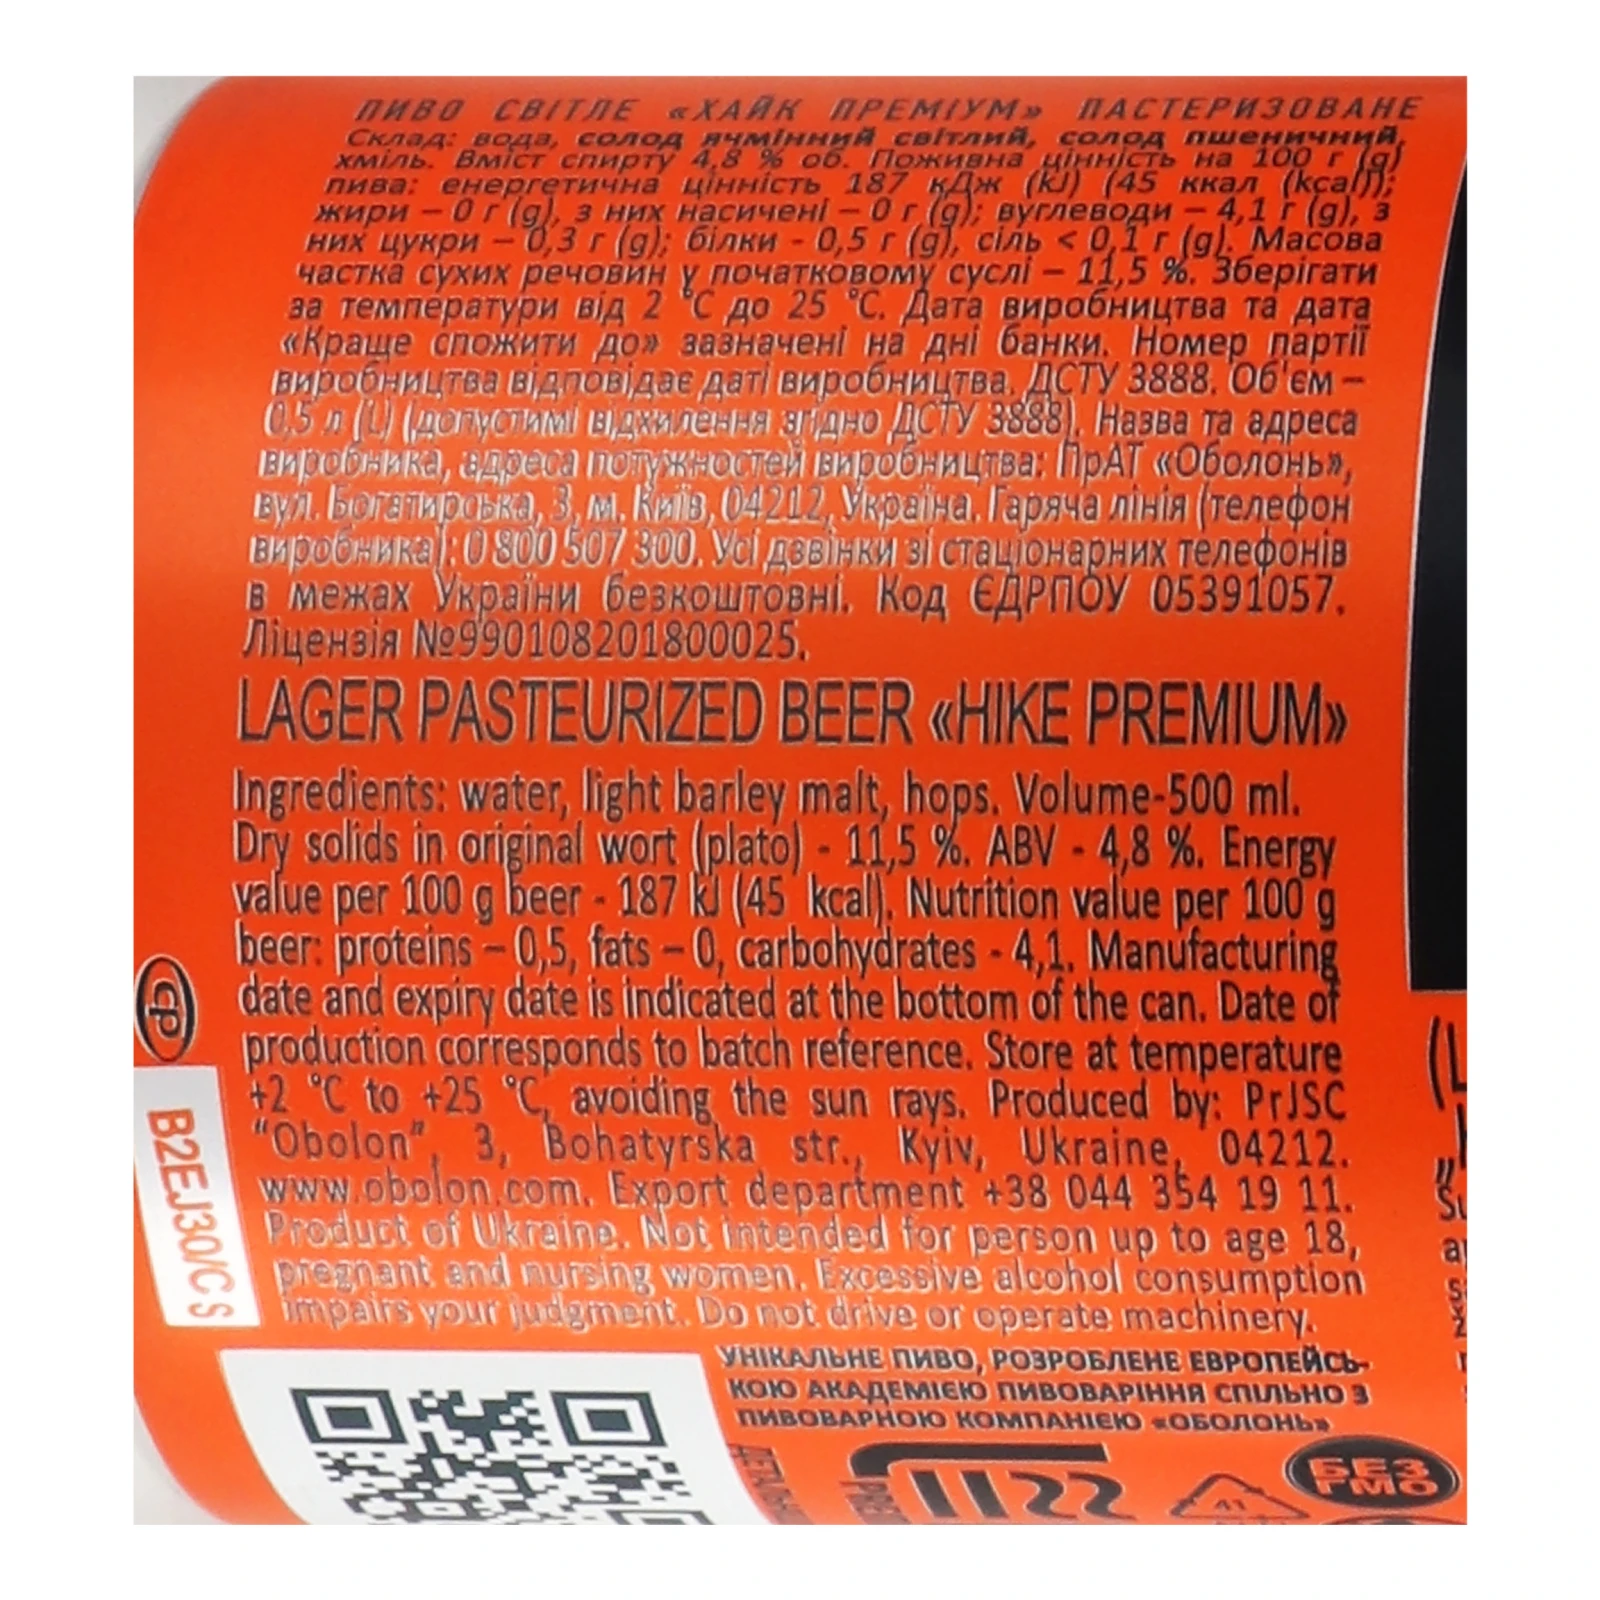 ПИВО СВІТЛЕ «ХАЙК ПРЕМІУМ» ПАСТЕРИЗОВАНЕ
Склад: вода, солод ячмінний світлий, солод пшеничний,
хміль. Вміст спирту 4,8 % об. Поживна цінність на 100 г (g)
пива: енергетична цінність 187 кДж (kJ) (45 ккал (kcal));
жири – 0 г (g), з них насичені – 0 г (g); вуглеводи – 4,1 г (g), з
них цукри – 0,3 г (g); білки - 0,5 г (g), сіль < 0,1 г (g). Масова
частка сухих речовин у початковому суслі – 11,5 %. Зберігати
за температури від 2 °С до 25 °С. Дата виробництва та дата
«Краще спожити до» зазначені на дні банки. Номер партії
виробництва відповідає даті виробництва. ДСТУ 3888. Об'єм –
0,5 л (L) (допустимі відхилення згідно ДСТУ 3888). Назва та адреса
виробника, адреса потужностей виробництва: ПрАТ «Оболонь»,
вул. Богатирська, 3, м. Київ, 04212, Україна. Гаряча лінія (телефон
виробника): 0 800 507 300. Усі дзвінки зі стаціонарних телефонів
в межах України безкоштовні. Код ЄДРПОУ 05391057.
Ліцензія №990108201800025.
LAGER PASTEURIZED BEER «HIKE PREMIUM»
Ingredients: water, light barley malt, hops. Volume-500 ml.
Dry solids in original wort (plato) - 11,5 %. ABV - 4,8 %. Energy
value per 100 g beer - 187 kJ (45 kcal). Nutrition value per 100 g
beer: proteins – 0,5, fats – 0, carbohydrates - 4,1. Manufacturing
date and expiry date is indicated at the bottom of the can. Date of
production corresponds to batch reference. Store at temperature
+2 °C to +25 °C, avoiding the sun rays. Produced by: PrJSC
"Obolon", 3, Bohatyrska str., Kyiv, Ukraine, 04212.
www.obolon.com. Export department +38 044 354 19 11.
Product of Ukraine. Not intended for person up to age 18,
pregnant and nursing women. Excessive alcohol consumption
impairs your judgment. Do not drive or operate machinery.
B2EJ30/C S
УНІКАЛЬНЕ ПИВО, РОЗРОБЛЕНЕ ЕВРОПЕЙСЬ-
КОЮ АКАДЕМІЄЮ ПИВОВАРІННЯ СПІЛЬНО З
ПИВОВАРНОЮ КОМПАНІЄЮ «ОБОЛОНЬ»
41
БЕЗ
ГМО